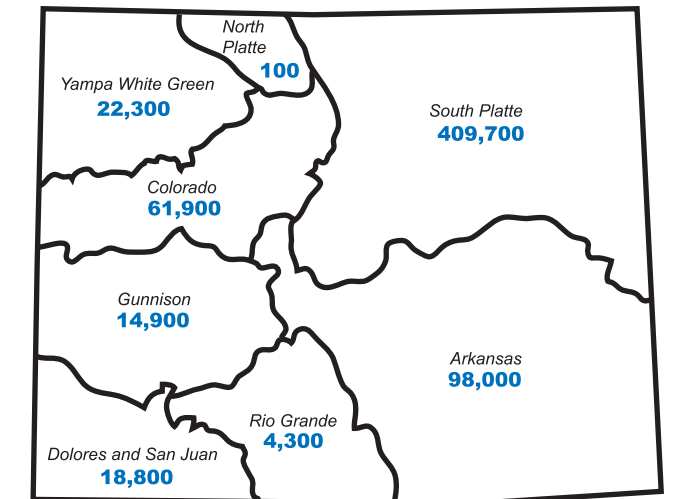 North
Platte
100
Yampa White Green
22,300
South Platte
409,700
Colorado
61,900
Gunnison
14,900
Arkansas
98,000
Rio Grande
4,300
Dolores and San Juan
18,800